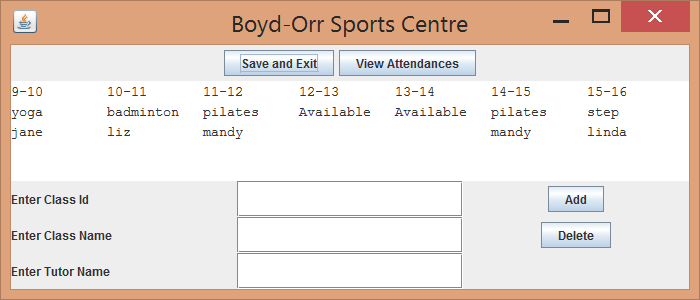 Boyd-Orr Sports Centre
Save and Exit View Attendances
9-10 10-11 11-12 12-13 13-14 14-15 15-16
yoga badminton pilates Available Available pilates step
jane liz mandy mandy linda
Enter Class Id Add
Enter Class Name Delete
Enter Tutor Name